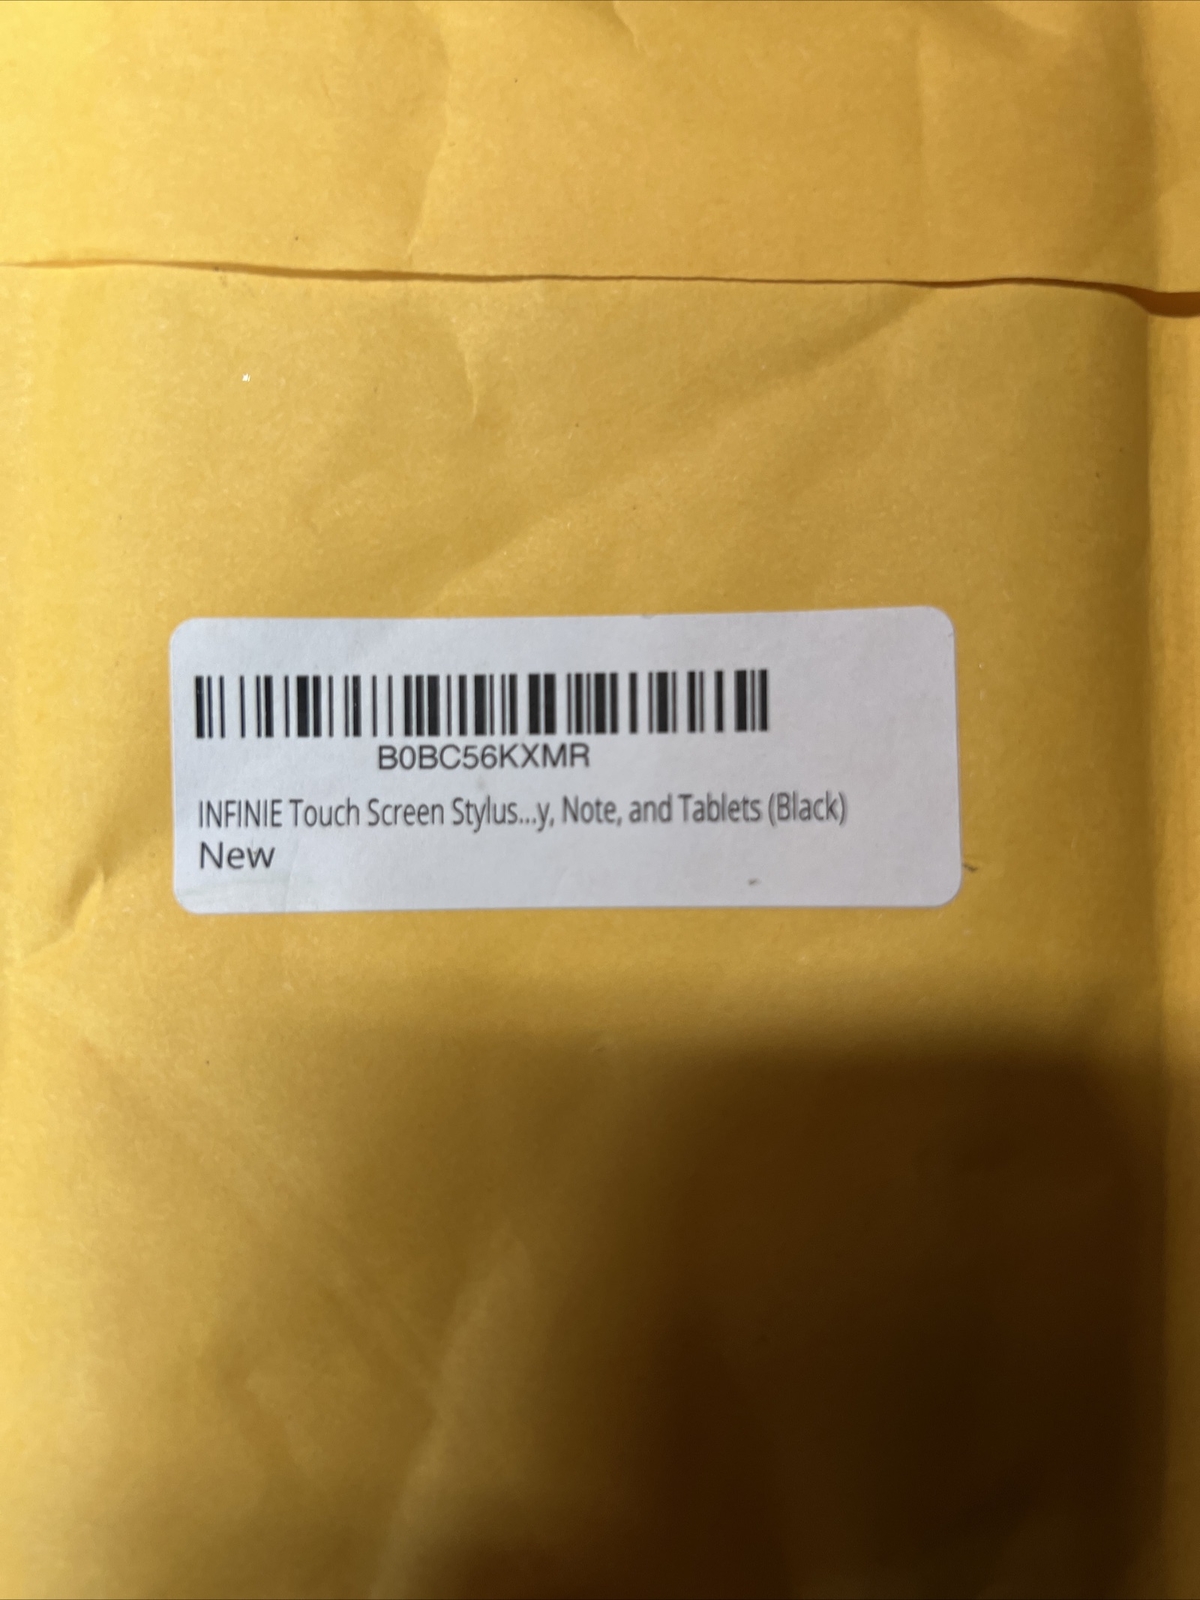 B0BC56KXMR
INFINIE Touch Screen Stylus...y, Note, and Tablets (Black)
New